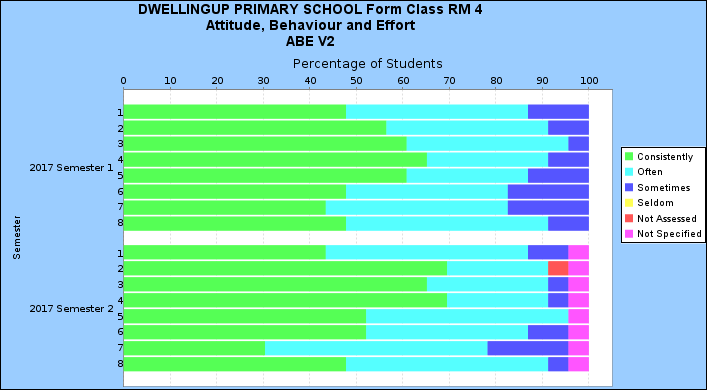 DWELLINGUP PRIMARY SCHOOL Form Class RM 4
Attitude, Behaviour and Effort
ABE V2
Percentage of Students
0 10 20 30 40 50 60 70 80 90 100
Semester
2017 Semester 1
1
2
3
4
5
6
7
8
2017 Semester 2
1
2
3
4
5
6
7
8
Consistently
Often
Sometimes
Seldom
Not Assessed
Not Specified